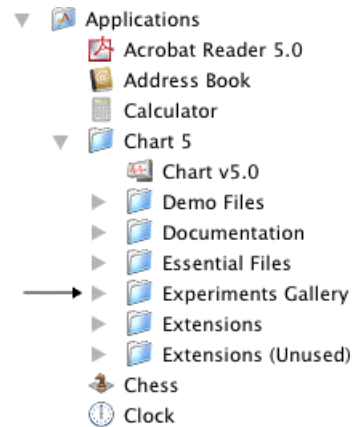 Applications
Acrobat Reader 5.0
Address Book
Calculator
Chart 5
Chart v5.0
Demo Files
Documentation
Essential Files
Experiments Gallery
Extensions
Extensions (Unused)
Chess
Clock